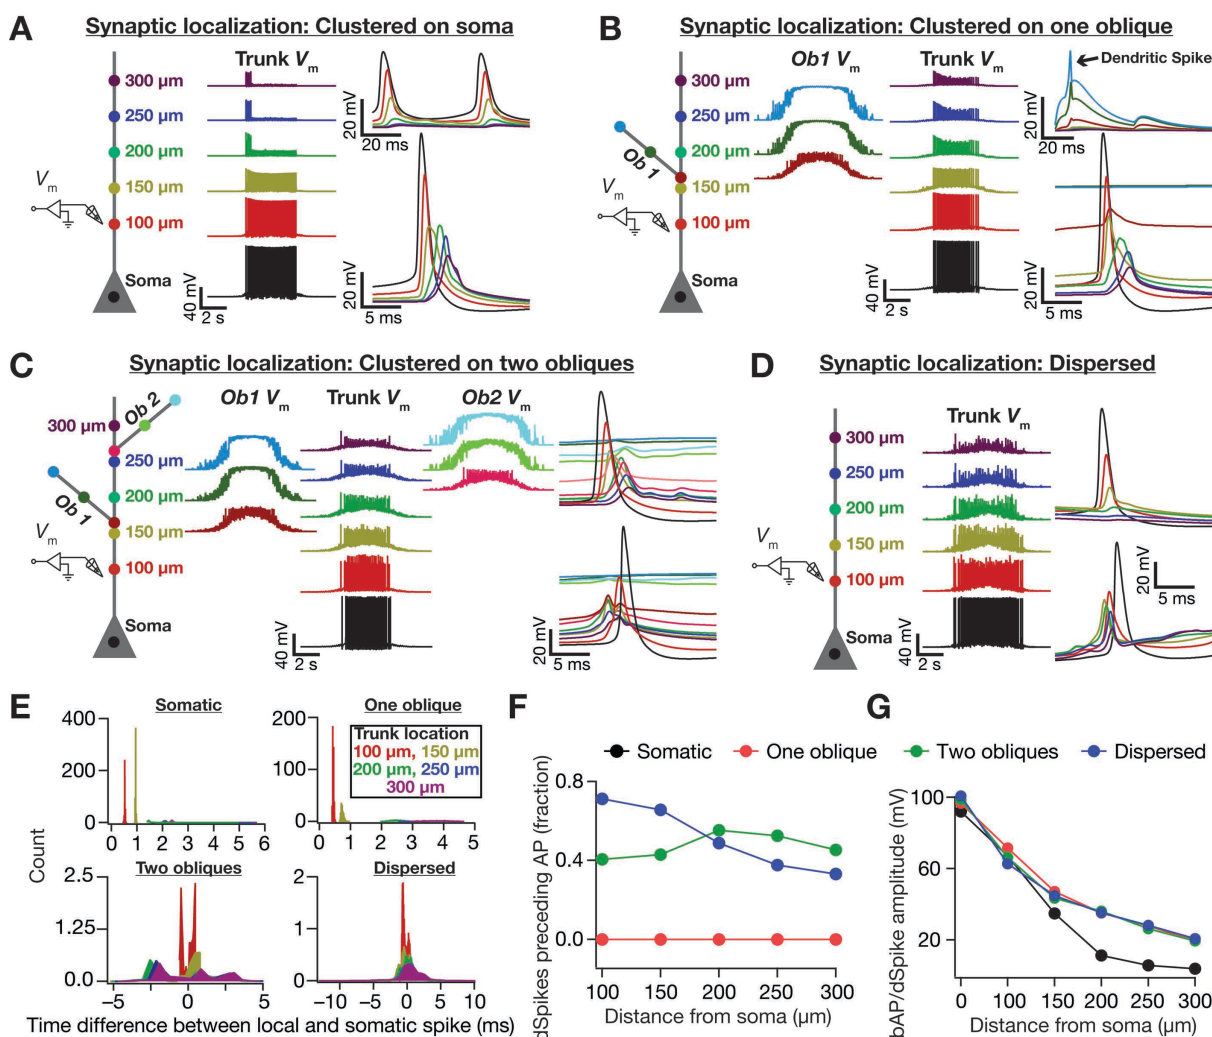 A
Synaptic localization: Clustered on soma
Trunk Vm
300 µm
250 µm
200 µm
150 µm
100 µm
Vm
Soma
40 mV
2 s
20 mV
20 ms
20 mV
5 ms
B
Synaptic localization: Clustered on one oblique
Ob1 Vm
Trunk Vm
Dendritic Spike
300 µm
250 µm
200 µm
150 µm
100 µm
Ob 1
Vm
Soma
40 mV
2 s
20 mV
20 ms
20 mV
5 ms
C
Synaptic localization: Clustered on two obliques
Ob1 Vm
Trunk Vm
Ob2 Vm
Ob 2
300 µm
250 µm
200 µm
150 µm
100 µm
Ob 1
Vm
Soma
40 mV
2 s
20 mV
5 ms
D
Synaptic localization: Dispersed
Trunk Vm
300 µm
250 µm
200 µm
150 µm
100 µm
Vm
Soma
40 mV
2 s
20 mV
5 ms
E
Somatic
400
200
0
0 1 2 3 4 5 6
One oblique
200
100
0
0 1 2 3 4 5
Trunk location
100 µm, 150 µm
200 µm, 250 µm
300 µm
Count
Two obliques
2.5
1.25
0.0
−5 0 5
Dispersed
2
1
0
−10 −5 0 5 10
Time difference between local and somatic spike (ms)
F
G
Somatic
One oblique
Two obliques
Dispersed
dSpikes preceding AP (fraction)
0.8
0.4
0.0
100 150 200 250 300
Distance from soma (µm)
bAP/dSpike amplitude (mV)
100
60
20
0 100 150 200 250 300
Distance from soma (µm)